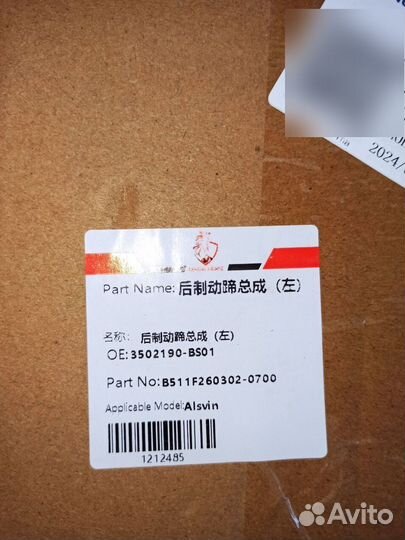 2024/
Part Name: 后制动蹄总成（左）
名称： 后制动蹄总成（左）
OE:3502190-BS01
Part No:B511F260302-0700
Applicable Model:Alsvin
1212485
Avito